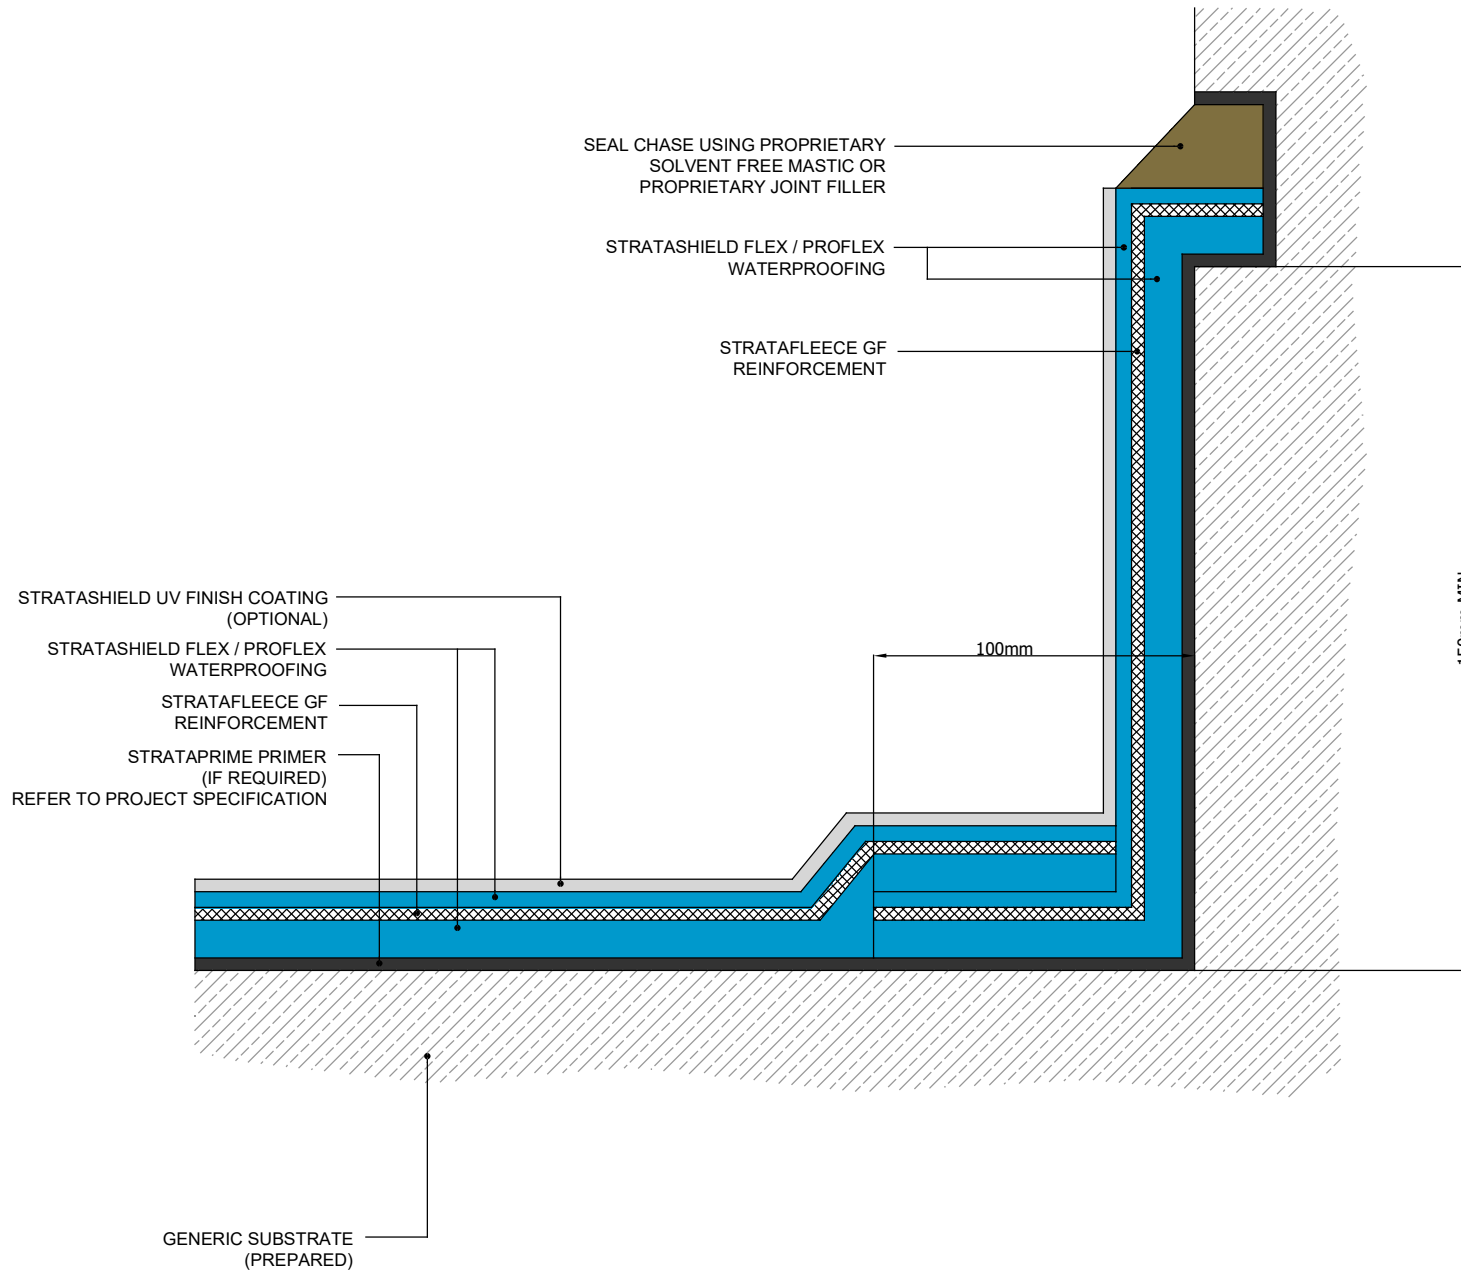 SEAL CHASE USING PROPRIETARY
SOLVENT FREE MASTIC OR
PROPRIETARY JOINT FILLER
STRATASHIELD FLEX / PROFLEX
WATERPROOFING
STRATAFLEECE GF
REINFORCEMENT
STRATASHIELD UV FINISH COATING
(OPTIONAL)
STRATASHIELD FLEX / PROFLEX
WATERPROOFING
STRATAFLEECE GF
REINFORCEMENT
STRATAPRIME PRIMER
(IF REQUIRED)
REFER TO PROJECT SPECIFICATION
100mm
GENERIC SUBSTRATE
(PREPARED)